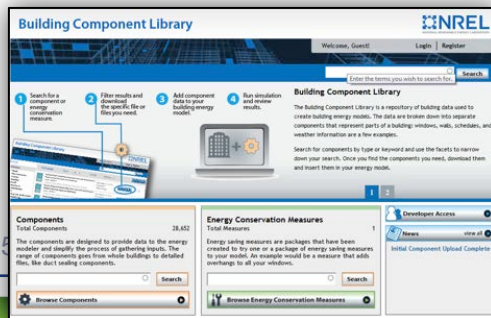 Building Component Library
NREL
Welcome, Guest!
Login | Register
Search
Enter the terms you wish to search for.
1 Search for a component or energy conservation measure.
2 Filter results and download the specific file or files you need.
3 Add component data to your building energy model.
4 Run simulation and review results.
Building Component Library
The Building Component Library is a repository of building data used to
create building energy models. The data are broken down into separate
components that represent parts of a building: windows, walls, schedules, and
weather information are a few examples.
Search for components by type or keyword and use the facets to narrow
down your search. Once you find the components you need, download them
and insert them in your energy model.
1 2
Components
Total Components 28,652
The components are designed to provide data to the energy
modeler and simplify the process of gathering inputs. The
range of components goes from whole buildings to detailed
files, like duct sealing components.
Search
Browse Components
Energy Conservation Measures
Total Measures 1
Energy saving measures are packages that have been
created to try one or a package of energy saving measures
to your model. An example would be a measure that adds
overhangs to all your windows.
Search
Browse Energy Conservation Measures
Developer Access
News view all
Initial Component Upload Complete
5